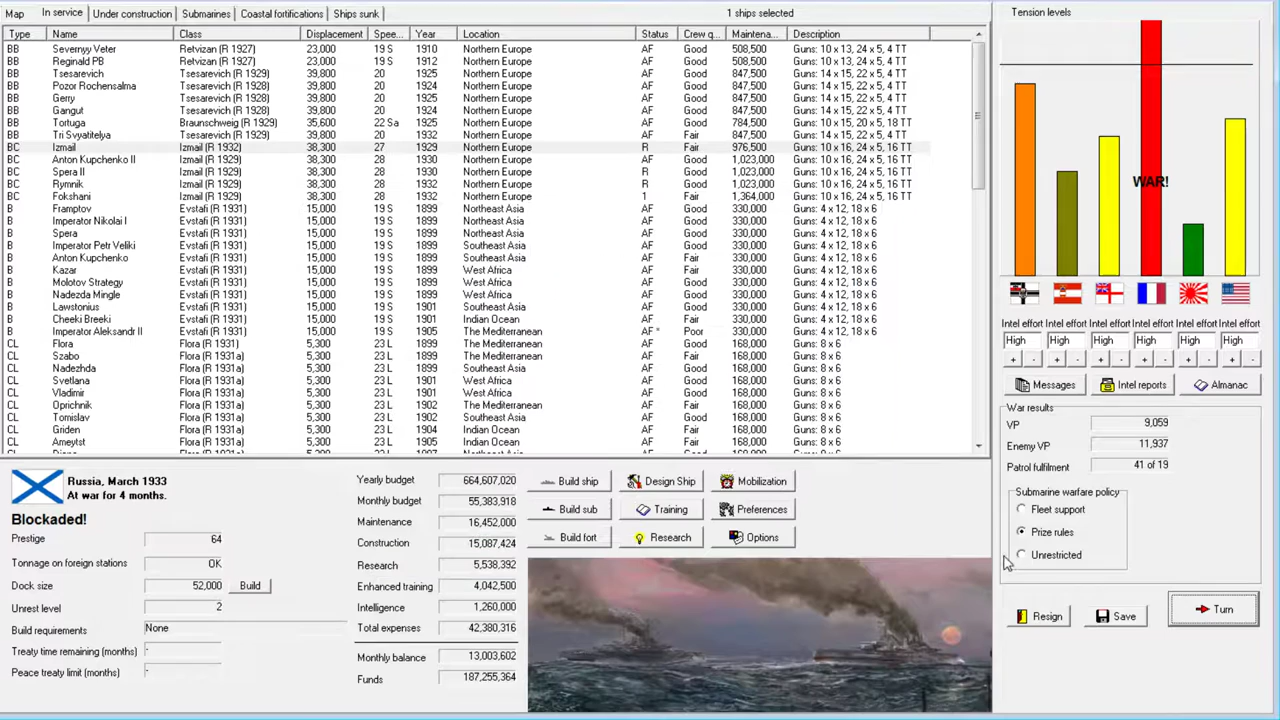 Map In service Under construction Submarines Coastal fortifications Ships sunk 1 ships selected
Type Name Class Displacement Spee... Year Location Status Crew q... Maintena... Description
BB Severnyy Veter Retvizan (R 1927) 23,000 19 S 1910 Northern Europe AF Good 508,500 Guns: 10 x 13, 24 x 5, 4 TT
BB Reginald PB Retvizan (R 1927) 23,000 19 S 1912 Northern Europe AF Good 508,500 Guns: 10 x 13, 24 x 5, 4 TT
BB Tsesarevich Tsesarevich (R 1929) 39,800 20 1925 Northern Europe AF Good 847,500 Guns: 14 x 15, 22 x 5, 4 TT
BB Pozor Rochensalma Tsesarevich (R 1928) 39,800 20 1924 Northern Europe AF Good 847,500 Guns: 14 x 15, 22 x 5, 4 TT
BB Gerry Tsesarevich (R 1929) 39,800 20 1925 Northern Europe AF Good 847,500 Guns: 14 x 15, 22 x 5, 4 TT
BB Gangut Tsesarevich (R 1929) 39,800 20 1924 Northern Europe AF Good 847,500 Guns: 14 x 15, 22 x 5, 4 TT
BB Tortuga Braunschweig (R 1929) 35,600 22 Sa 1925 Northern Europe AF Good 784,500 Guns: 10 x 15, 20 x 5, 18 TT
BB Tri Svyatitelya Tsesarevich (R 1929) 39,800 20 1932 Northern Europe AF Fair 847,500 Guns: 14 x 15, 22 x 5, 4 TT
BC Izmail Izmail (R 1932) 38,300 27 1929 Northern Europe R Fair 976,500 Guns: 10 x 16, 24 x 5, 16 TT
BC Anton Kupchenko II Izmail (R 1929) 38,300 28 1930 Northern Europe AF Good 1,023,000 Guns: 10 x 16, 24 x 5, 16 TT
BC Spera II Izmail (R 1929) 38,300 28 1929 Northern Europe R Good 1,023,000 Guns: 10 x 16, 24 x 5, 16 TT
BC Rymnik Izmail (R 1929) 38,300 28 1932 Northern Europe R Good 1,023,000 Guns: 10 x 16, 24 x 5, 16 TT
BC Fokshani Izmail (R 1929) 38,300 28 1932 Northern Europe 1 Fair 1,364,000 Guns: 10 x 16, 24 x 5, 16 TT
B Framptov Evstafi (R 1931) 15,000 19 S 1899 Northeast Asia AF Good 330,000 Guns: 4 x 12, 18 x 6
B Imperator Nikolai I Evstafi (R 1931) 15,000 19 S 1899 Northeast Asia AF Good 330,000 Guns: 4 x 12, 18 x 6
B Spera Evstafi (R 1931) 15,000 19 S 1899 Northeast Asia AF Good 330,000 Guns: 4 x 12, 18 x 6
B Imperator Petr Veliki Evstafi (R 1931) 15,000 19 S 1899 Southeast Asia AF Good 330,000 Guns: 4 x 12, 18 x 6
B Anton Kupchenko Evstafi (R 1931) 15,000 19 S 1899 Southeast Asia AF Good 330,000 Guns: 4 x 12, 18 x 6
B Kazar Evstafi (R 1931) 15,000 19 S 1899 West Africa AF Fair 330,000 Guns: 4 x 12, 18 x 6
B Molotov Strategy Evstafi (R 1931) 15,000 19 S 1899 West Africa AF Good 330,000 Guns: 4 x 12, 18 x 6
B Nadezda Mingle Evstafi (R 1931) 15,000 19 S 1899 West Africa AF Good 330,000 Guns: 4 x 12, 18 x 6
B Lawstonius Evstafi (R 1931) 15,000 19 S 1901 Indian Ocean AF Good 330,000 Guns: 4 x 12, 18 x 6
B Cheeki Breeki Evstafi (R 1931) 15,000 19 S 1901 Indian Ocean AF Fair 330,000 Guns: 4 x 12, 18 x 6
B Imperator Aleksandr II Evstafi (R 1931) 15,000 19 S 1905 The Mediterranean AF * Poor 330,000 Guns: 4 x 12, 18 x 6
CL Flora Flora (R 1931) 5,300 23 L 1899 The Mediterranean AF Good 168,000 Guns: 8 x 6
CL Szabo Flora (R 1931a) 5,300 23 L 1899 The Mediterranean AF Fair 168,000 Guns: 8 x 6
CL Nadezhda Flora (R 1931a) 5,300 23 L 1899 Southeast Asia AF Good 168,000 Guns: 8 x 6
CL Svetlana Flora (R 1931a) 5,300 23 L 1901 West Africa AF Good 168,000 Guns: 8 x 6
CL Vladimir Flora (R 1931a) 5,300 23 L 1901 West Africa AF Good 168,000 Guns: 8 x 6
CL Oprichnik Flora (R 1931a) 5,300 23 L 1902 The Mediterranean AF Fair 168,000 Guns: 8 x 6
CL Tomislav Flora (R 1931a) 5,300 23 L 1902 Southeast Asia AF Good 168,000 Guns: 8 x 6
CL Griden Flora (R 1931a) 5,300 23 L 1904 Indian Ocean AF Fair 168,000 Guns: 8 x 6
CL Ameytst Flora (R 1931a) 5,300 23 L 1905 Indian Ocean AF Fair 168,000 Guns: 8 x 6
Tension levels
WAR!
Intel effort Intel effort Intel effort Intel effort Intel effort Intel effort
High High High High High High
+ - + - + - + - + - + -
Messages Intel reports Almanac
War results
VP 9,059
Enemy VP 11,937
Patrol fulfilment 41 of 19
Submarine warfare policy
Fleet support
Prize rules
Unrestricted
Resign Save Turn
Russia, March 1933
At war for 4 months.
Blockaded!
Prestige 64
Tonnage on foreign stations OK
Dock size 52,000 Build
Unrest level 2
Build requirements None
Treaty time remaining (months) -
Peace treaty limit (months) -
Yearly budget 664,607,020
Monthly budget 55,383,918
Maintenance 16,452,000
Construction 15,087,424
Research 5,538,392
Enhanced training 4,042,500
Intelligence 1,260,000
Total expenses 42,380,316
Monthly balance 13,003,602
Funds 187,255,364
Build ship Design Ship Mobilization
Build sub Training Preferences
Build fort Research Options